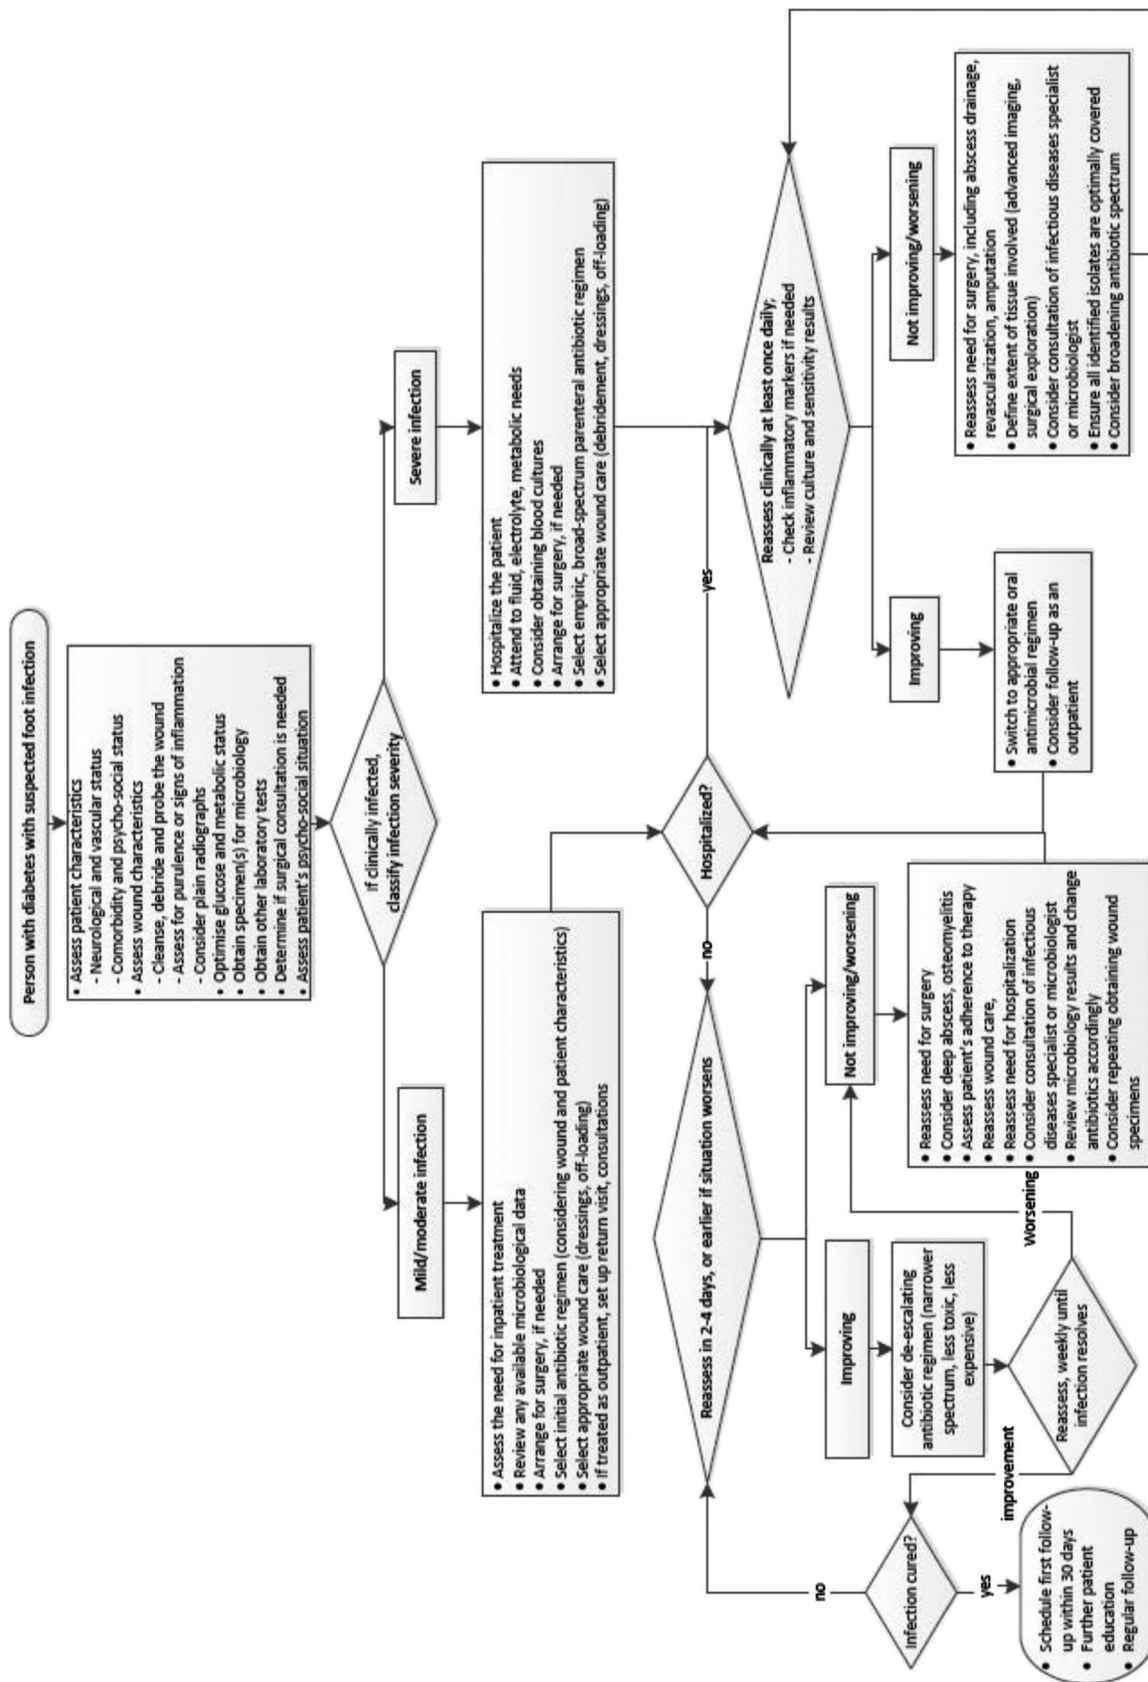 Person with diabetes with suspected foot infection
• Assess patient characteristics
- Neurological and vascular status
- Comorbidity and psycho-social status
• Assess wound characteristics
- Cleanse, debride and probe the wound
- Assess for purulence or signs of inflammation
- Consider plain radiographs
• Optimise glucose and metabolic status
• Obtain specimen(s) for microbiology
• Obtain other laboratory tests
• Determine if surgical consultation is needed
• Assess patient's psycho-social situation
If clinically infected,
classify infection severity
Mild/moderate infection
Severe infection
• Assess the need for inpatient treatment
• Review any available microbiological data
• Arrange for surgery, if needed
• Select initial antibiotic regimen (considering wound and patient characteristics)
• Select appropriate wound care (dressings, off-loading)
• If treated as outpatient, set up return visit, consultations
• Hospitalize the patient
• Attend to fluid, electrolyte, metabolic needs
• Consider obtaining blood cultures
• Arrange for surgery, if needed
• Select empiric, broad-spectrum parenteral antibiotic regimen
• Select appropriate wound care (debridement, dressings, off-loading)
Hospitalized?
no
yes
Reassess in 2-4 days, or earlier if situation worsens
Reassess clinically at least once daily;
- Check inflammatory markers if needed
- Review culture and sensitivity results
Improving
Not improving/worsening
Improving
Not improving/worsening
Consider de-escalating
antibiotic regimen (narrower
spectrum, less toxic, less
expensive)
• Reassess need for surgery
• Consider deep abscess, osteomyelitis
• Assess patient's adherence to therapy
• Reassess wound care,
• Reassess need for hospitalization
• Consider consultation of infectious
diseases specialist or microbiologist
• Review microbiology results and change
antibiotics accordingly
• Consider repeating obtaining wound
specimens
• Switch to appropriate oral
antimicrobial regimen
• Consider follow-up as an
outpatient
• Reassess need for surgery, including abscess drainage,
revascularization, amputation
• Define extent of tissue involved (advanced imaging,
surgical exploration)
• Consider consultation of infectious diseases specialist
or microbiologist
• Ensure all identified isolates are optimally covered
• Consider broadening antibiotic spectrum
Reassess, weekly until
infection resolves
Worsening
improvement
Infection cured?
no
yes
• Schedule first follow-
up within 30 days
• Further patient
education
• Regular follow-up